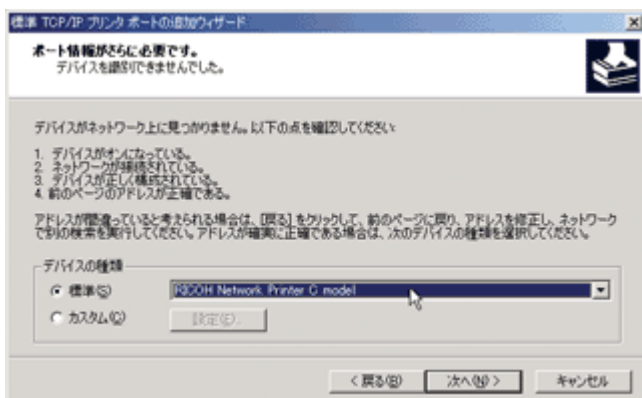 標準 TCP/IP プリンタ ポートの追加ウィザード
ポート情報がさらに必要です。
デバイスを識別できませんでした。
デバイスがネットワーク上に見つかりません。以下の点を確認してください:
1. デバイスがオンになっている。
2. ネットワークが接続されている。
3. デバイスが正しく構成されている。
4. 前のページのアドレスが正確である。
アドレスが間違っていると考えられる場合は、[戻る] をクリックして、前のページに戻り、アドレスを修正し、ネットワーク
で別の検索を実行してください。アドレスが確実に正確である場合は、次のデバイスの種類を選択してください。
デバイスの種類
標準(S)
RICOH Network Printer C model
カスタム(C)
設定(E)...
< 戻る(B)
次へ(N) >
キャンセル